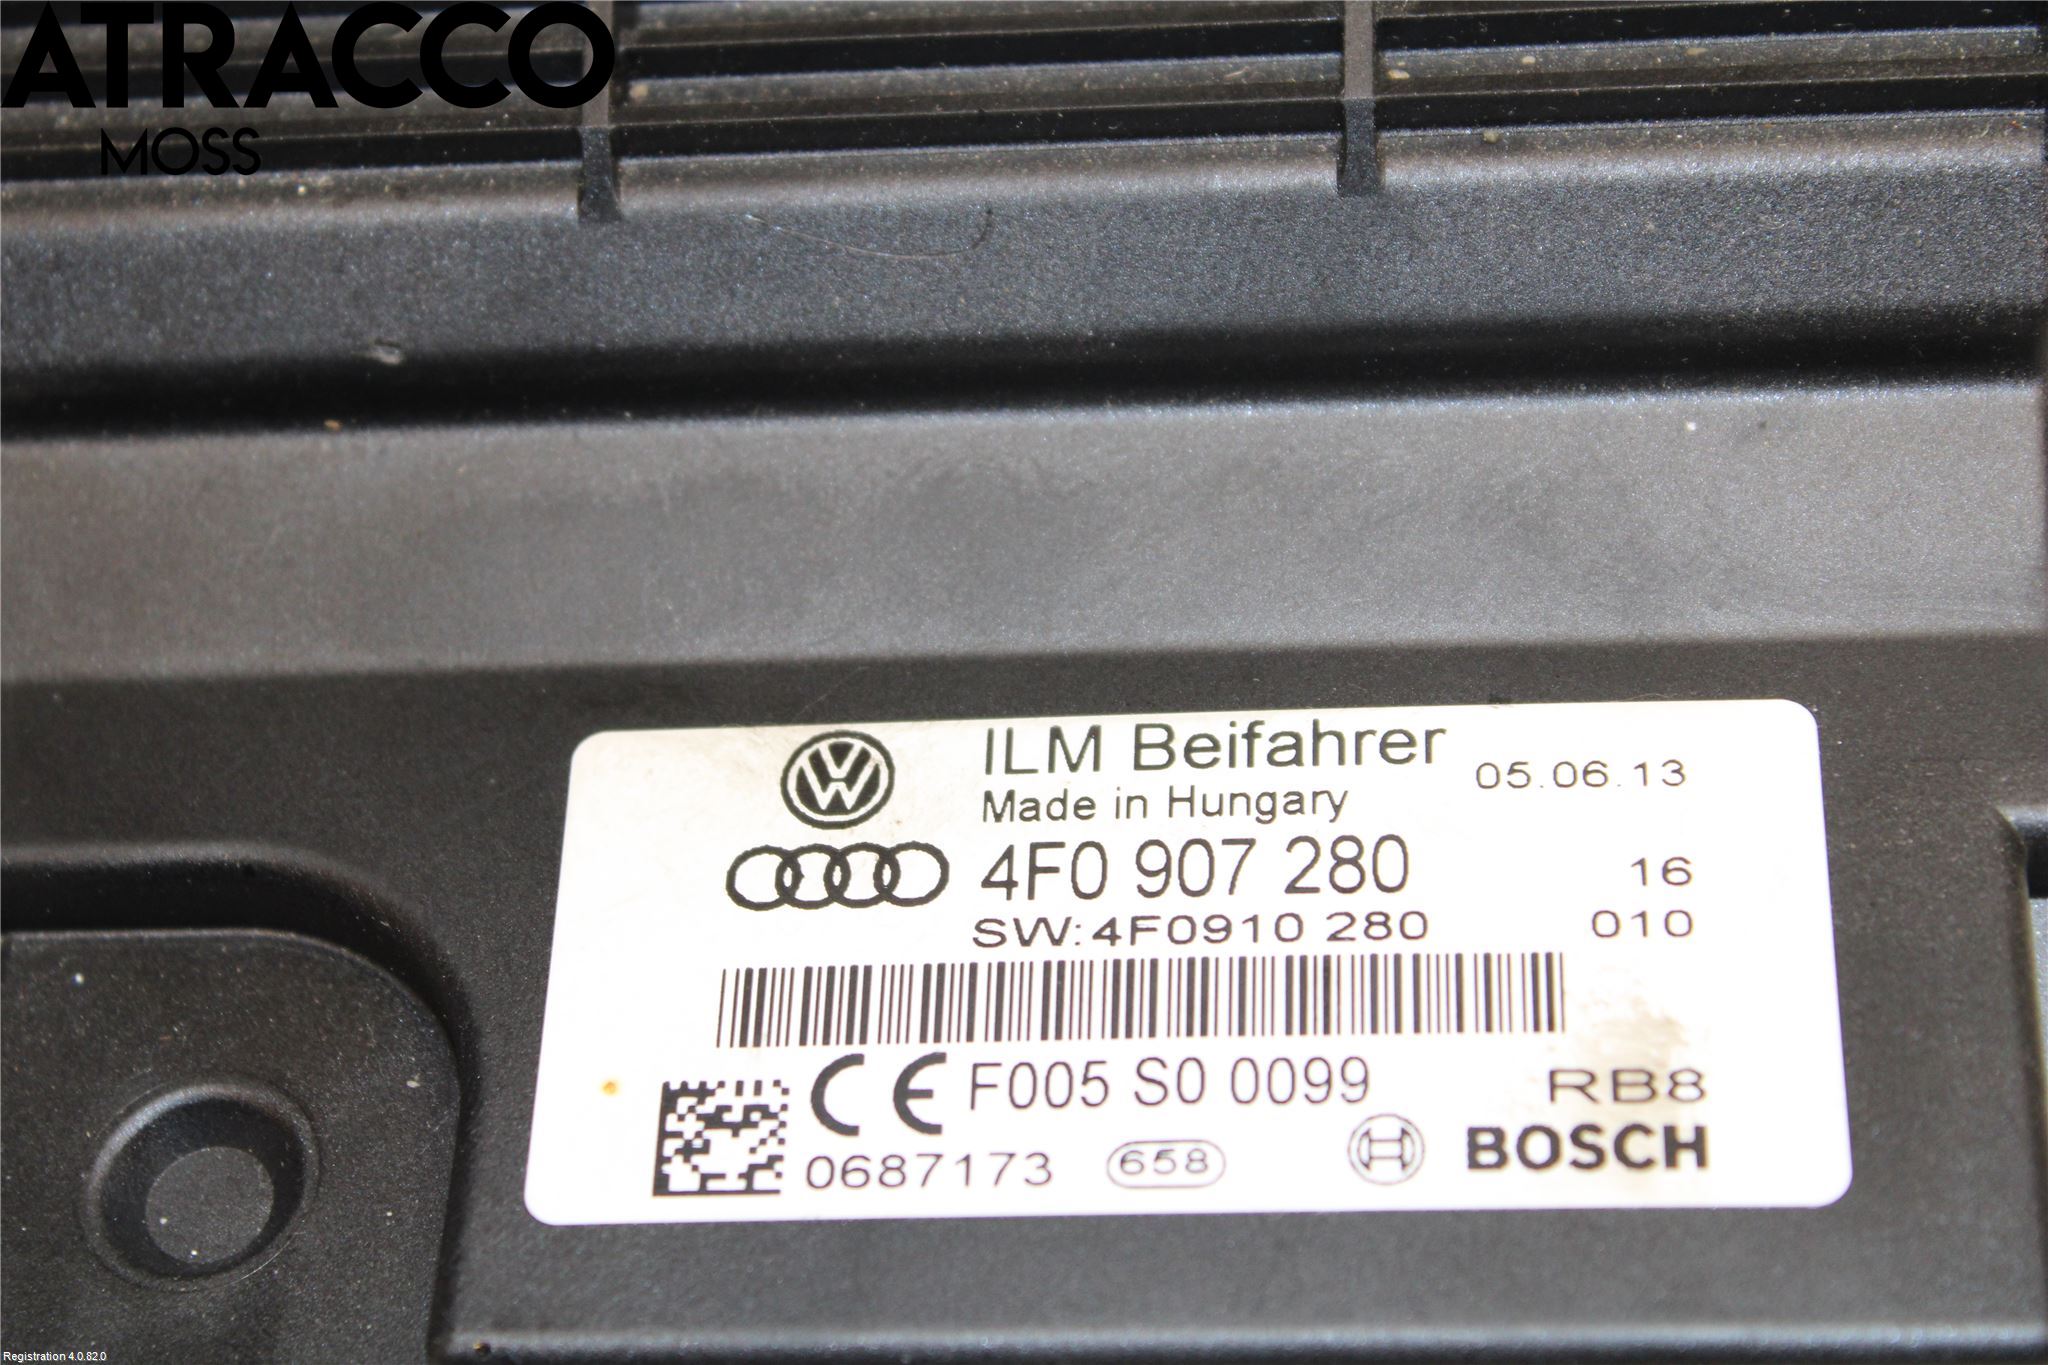 ATRACCO
MOSS
ILM Beifahrer
Made in Hungary 05.06.13
4F0 907 280 16
SW:4F0910 280 010
CE F005 S0 0099 RB8
0687173 658 BOSCH
Registration 4.0.82.0